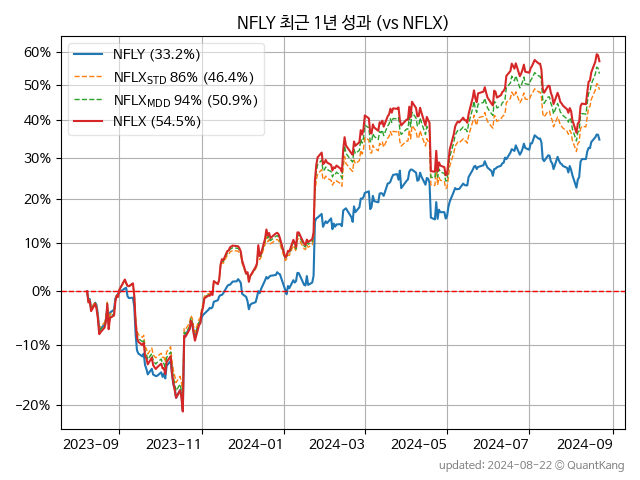 NFLY 최근 1년 성과 (vs NFLX)
NFLY (33.2%)
NFLX_STD 86% (46.4%)
NFLX_MDD 94% (50.9%)
NFLX (54.5%)
60%
50%
40%
30%
20%
10%
0%
−10%
−20%
2023-09 2023-11 2024-01 2024-03 2024-05 2024-07 2024-09
updated: 2024-08-22 © QuantKang